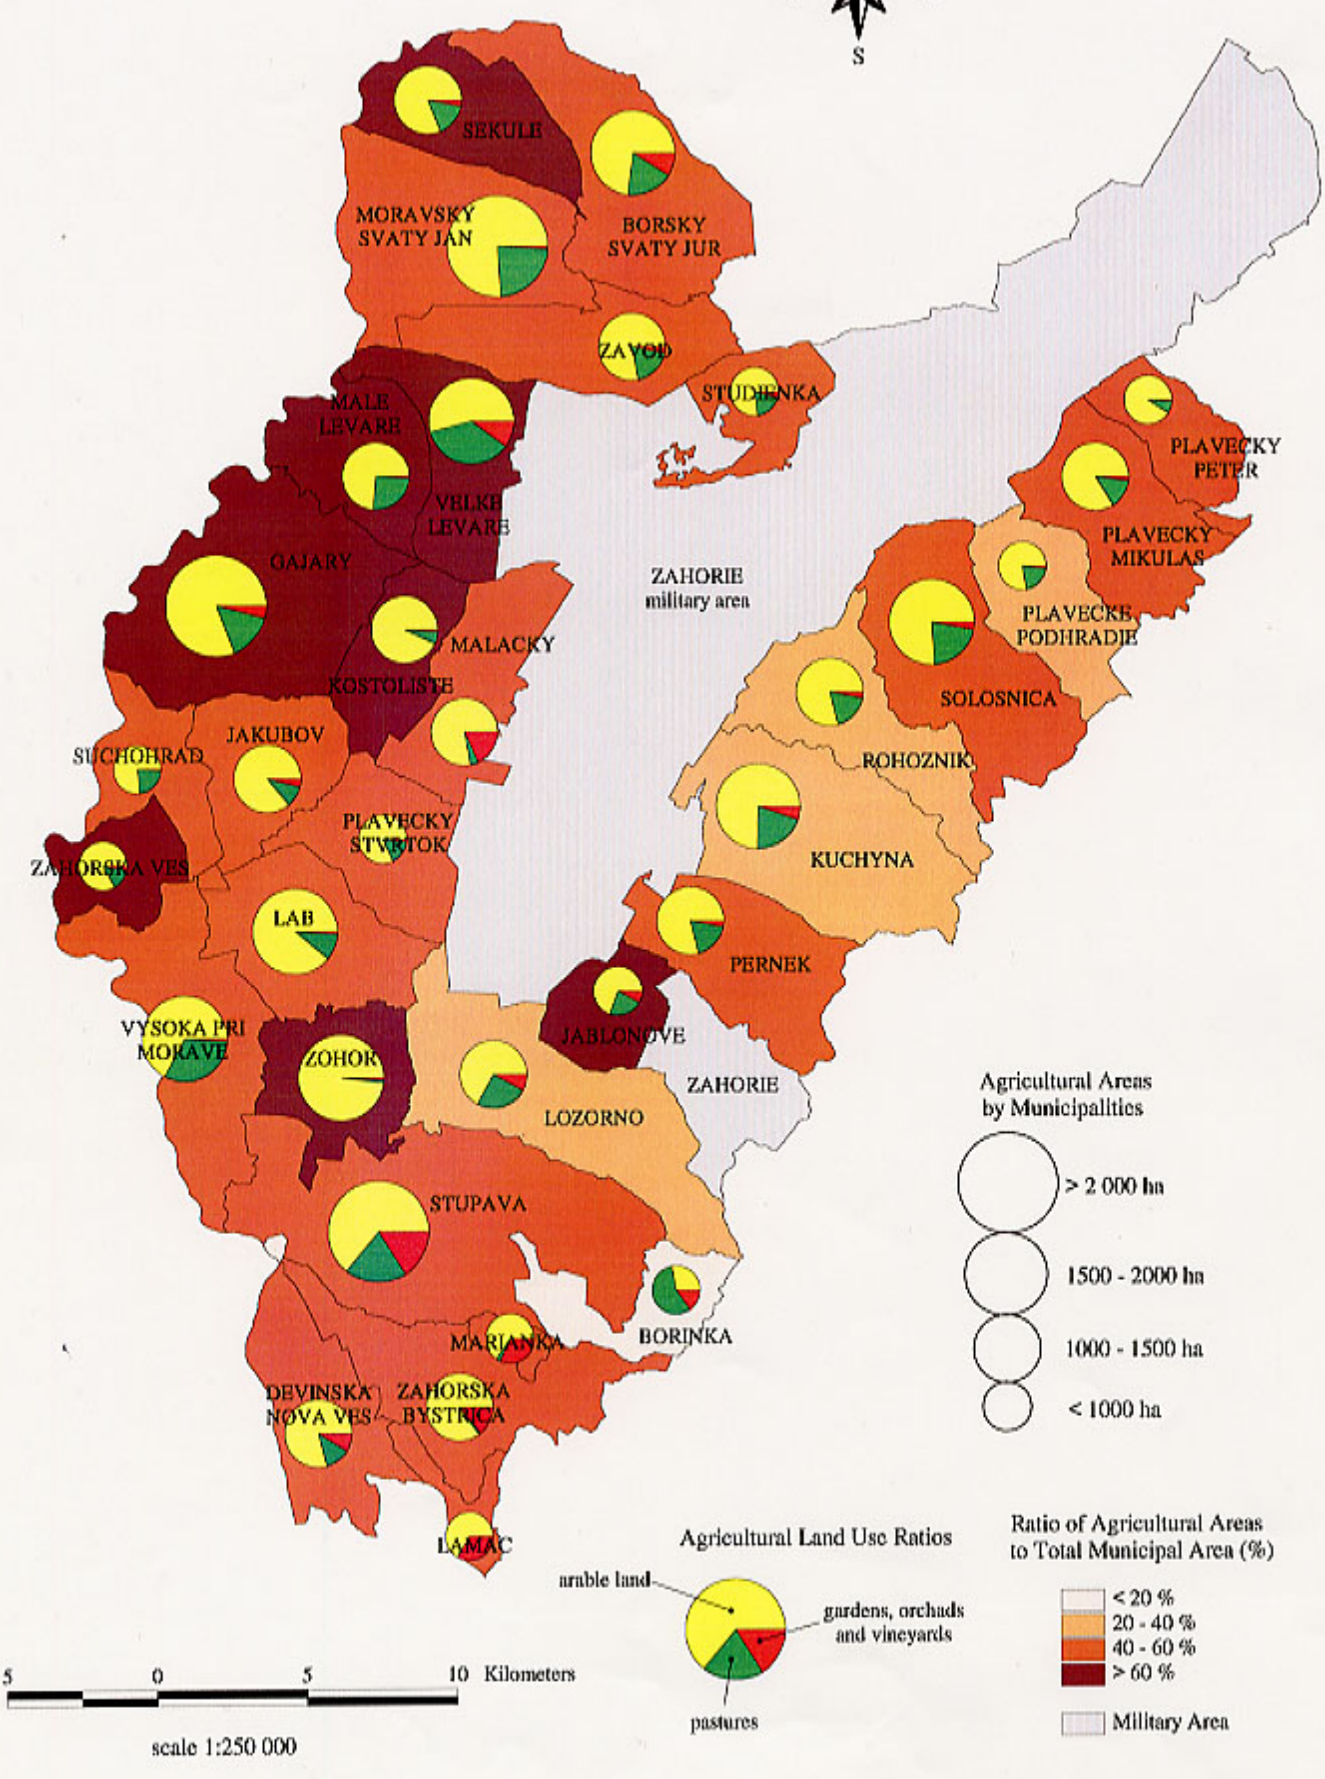 S
SEKULE
MORAVSKY
SVATY JAN
BORSKY
SVATY JUR
ZAVOD
STUDIENKA
MALE
LEVARE
VELKE
LEVARE
PLAVECKY
PETER
PLAVECKY
MIKULAS
GAJARY
ZAHORIE
military area
PLAVECKE
PODHRADIE
MALACKY
KOSTOLISTE
SOLOSNICA
JAKUBOV
SUCHOHRAD
ROHOZNIK
PLAVECKY
STVRTOK
ZAHORSKA VES
KUCHYNA
LAB
PERNEK
VYSOKA PRI
MORAVE
ZOHOR
JABLONOVE
ZAHORIE
LOZORNO
STUPAVA
BORINKA
MARIANKA
DEVINSKA
NOVA VES
ZAHORSKA
BYSTRICA
LAMAC
Agricultural Areas
by Municipalities
> 2 000 ha
1500 - 2000 ha
1000 - 1500 ha
< 1000 ha
Agricultural Land Use Ratios
arable land
gardens, orchads
and vineyards
pastures
Ratio of Agricultural Areas
to Total Municipal Area (%)
< 20 %
20 - 40 %
40 - 60 %
> 60 %
Military Area
5 0 5 10 Kilometers
scale 1:250 000